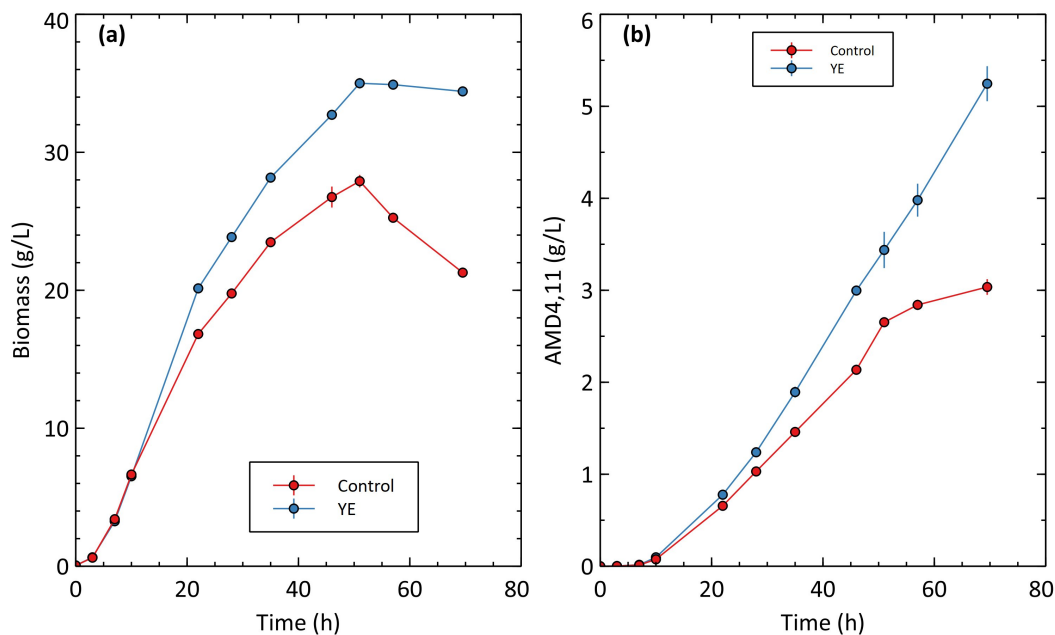 (a)
Biomass (g/L)
40
30
20
10
0
Control
YE
0 20 40 60 80
Time (h)
(b)
AMD4,11 (g/L)
6
5
4
3
2
1
0
Control
YE
0 20 40 60 80
Time (h)